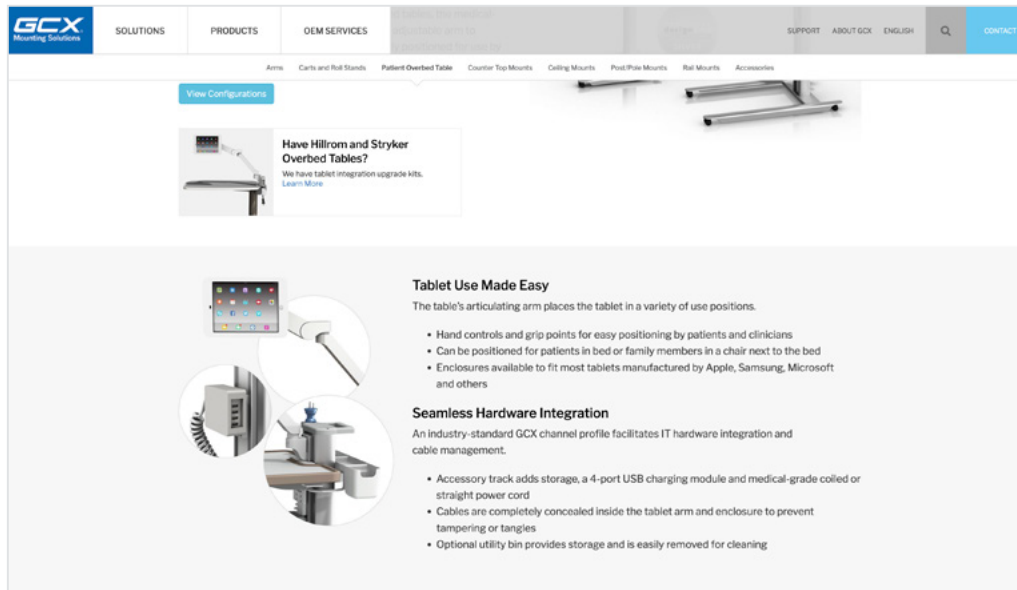 GCX
Mounting Solutions
SOLUTIONS
PRODUCTS
OEM SERVICES
SUPPORT
ABOUT GCX
ENGLISH
CONTACT
Arms
Carts and Roll Stands
Patient Overbed Table
Counter Top Mounts
Ceiling Mounts
Post/Pole Mounts
Rail Mounts
Accessories
View Configurations
Have Hillrom and Stryker
Overbed Tables?
We have tablet integration upgrade kits.
Learn More
Tablet Use Made Easy
The table's articulating arm places the tablet in a variety of use positions.
• Hand controls and grip points for easy positioning by patients and clinicians
• Can be positioned for patients in bed or family members in a chair next to the bed
• Enclosures available to fit most tablets manufactured by Apple, Samsung, Microsoft
and others
Seamless Hardware Integration
An industry-standard GCX channel profile facilitates IT hardware integration and
cable management.
• Accessory track adds storage, a 4-port USB charging module and medical-grade coiled or
straight power cord
• Cables are completely concealed inside the tablet arm and enclosure to prevent
tampering or tangles
• Optional utility bin provides storage and is easily removed for cleaning